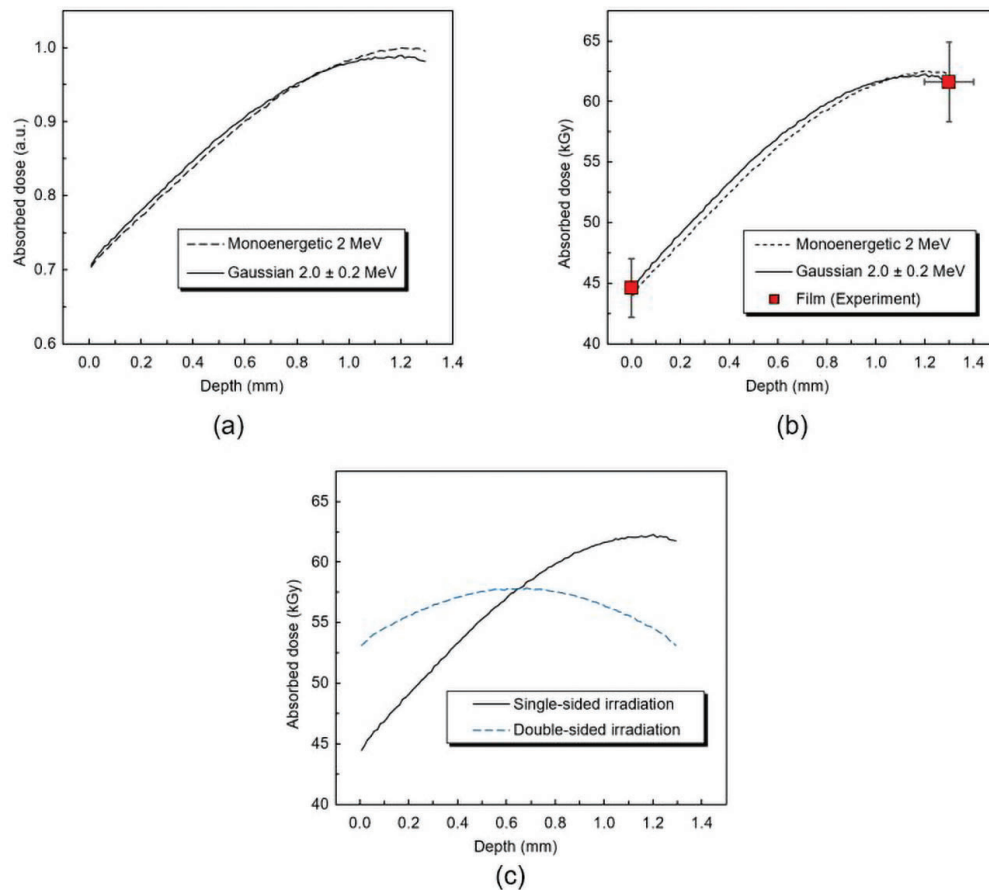 Absorbed dose (a.u.)
1.0
0.9
0.8
0.7
0.6
Monoenergetic 2 MeV
Gaussian 2.0 ± 0.2 MeV
0.0 0.2 0.4 0.6 0.8 1.0 1.2 1.4
Depth (mm)
(a)
Absorbed dose (kGy)
65
60
55
50
45
40
Monoenergetic 2 MeV
Gaussian 2.0 ± 0.2 MeV
Film (Experiment)
0.0 0.2 0.4 0.6 0.8 1.0 1.2 1.4
Depth (mm)
(b)
Absorbed dose (kGy)
65
60
55
50
45
40
Single-sided irradiation
Double-sided irradiation
0.0 0.2 0.4 0.6 0.8 1.0 1.2 1.4
Depth (mm)
(c)